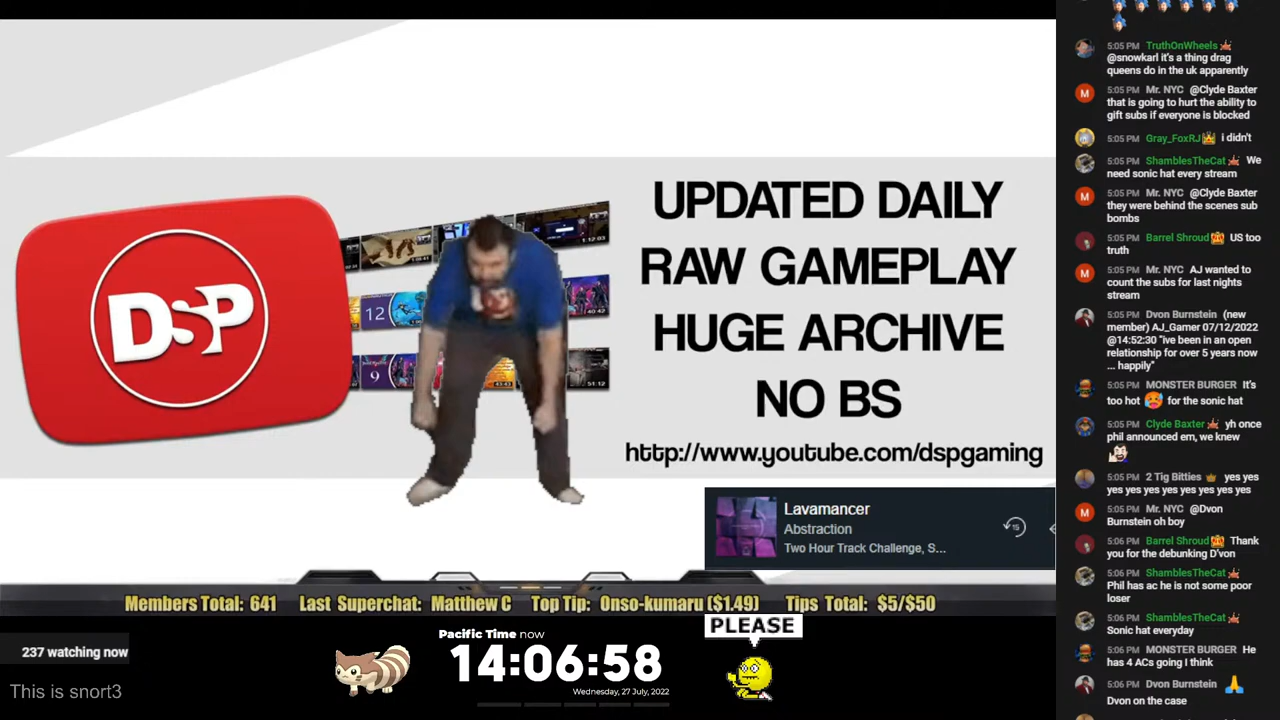 DSP
1:12:03
12
40:42
9
43:43
51:12
UPDATED DAILY
RAW GAMEPLAY
HUGE ARCHIVE
NO BS
http://www.youtube.com/dspgaming
Lavamancer
Abstraction
Two Hour Track Challenge, S...
15
Members Total: 641
Last Superchat: Matthew C
Top Tip: Onso-kumaru ($1.49)
Tips Total: $5/$50
237 watching now
This is snort3
Pacific Time now
14:06:58
Wednesday, 27 July, 2022
PLEASE
5:05 PM TruthOnWheels
@snowkarl it's a thing drag
queens do in the uk apparently
M
5:05 PM Mr. NYC @Clyde Baxter
that is going to hurt the ability to
gift subs if everyone is blocked
5:05 PM Gray_FoxRJ i didn't
5:05 PM ShamblesTheCat We
need sonic hat every stream
M
5:05 PM Mr. NYC @Clyde Baxter
they were behind the scenes sub
bombs
5:05 PM Barrel Shroud US too
truth
M
5:05 PM Mr. NYC AJ wanted to
count the subs for last nights
stream
5:05 PM Dvon Burnstein (new
member) AJ_Gamer 07/12/2022
@14:52:30 "ive been in an open
relationship for over 5 years now
... happily"
5:05 PM MONSTER BURGER It's
too hot 🥵 for the sonic hat
5:05 PM Clyde Baxter yh once
phil announced em, we knew
5:05 PM 2 Tig Bitties yes yes
yes yes yes yes yes yes yes
M
5:05 PM Mr. NYC @Dvon
Burnstein oh boy
5:06 PM Barrel Shroud Thank
you for the debunking D'von
5:06 PM ShamblesTheCat
Phil has ac he is not some poor
loser
5:06 PM ShamblesTheCat
Sonic hat everyday
5:06 PM MONSTER BURGER He
has 4 ACs going I think
5:06 PM Dvon Burnstein 🙏
Dvon on the case